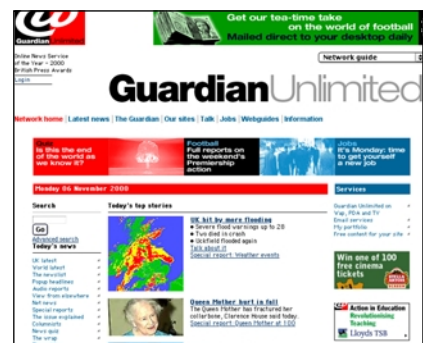 Guardian Unlimited
Get our tea-time take
on the world of football
Mailed direct to your desktop daily
Online News Service
of the Year - 2000
British Press Awards
Login
Network guide
GuardianUnlimited
Network home | Latest news | The Guardian | Our sites | Talk | Jobs | Webguides | Information
Quiz
Is this the end
of the world as
we know it?
Football
Full reports on
the weekend's
Premiership
action
Jobs
It's Monday: time
to get yourself
a new job
Monday 06 November 2000
Services
Search
Go
Advanced search
Today's news
UK latest
World latest
The newslist
Popup headlines
Audio reports
View from elsewhere
Net news
Special reports
The issue explained
Columnists
News quiz
The wrap
Today's top stories
UK hit by more flooding
Severe flood warnings up to 28
Two died in crash
Uckfield flooded again
Talk about it
Special report: Weather events
Queen Mother hurt in fall
The Queen Mother has fractured her
collarbone, Clarence House said today.
Special report: Queen Mother at 100
Guardian Unlimited on
Wap, PDA and TV
Email services
My portfolio
Free content for your site
Win one of
100 free
cinema
tickets
Action in Education
Revolutionising
Teaching
Lloyds TSB